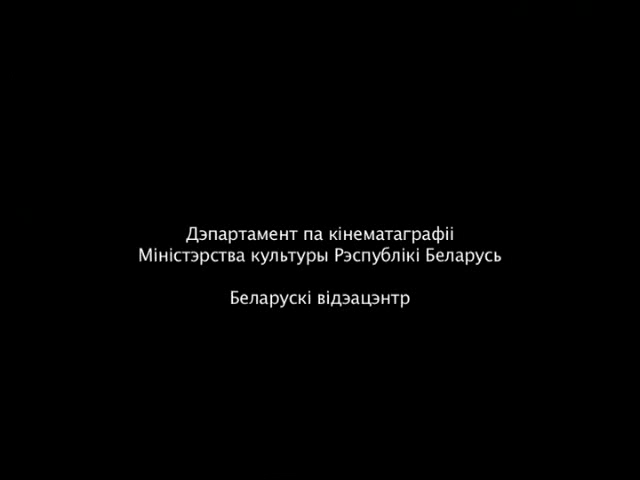 Дэпартамент па кінематаграфіі
Міністэрства культуры Рэспублікі Беларусь
Беларускі відэацэнтр